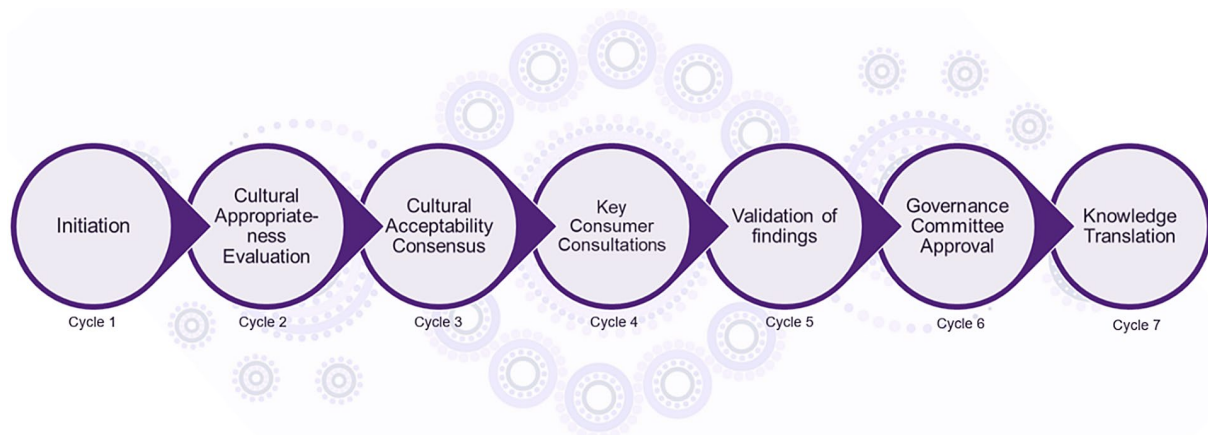 Initiation
Cultural
Appropriate-
ness
Evaluation
Cultural
Acceptability
Consensus
Key
Consumer
Consultations
Validation of
findings
Governance
Committee
Approval
Knowledge
Translation
Cycle 1
Cycle 2
Cycle 3
Cycle 4
Cycle 5
Cycle 6
Cycle 7